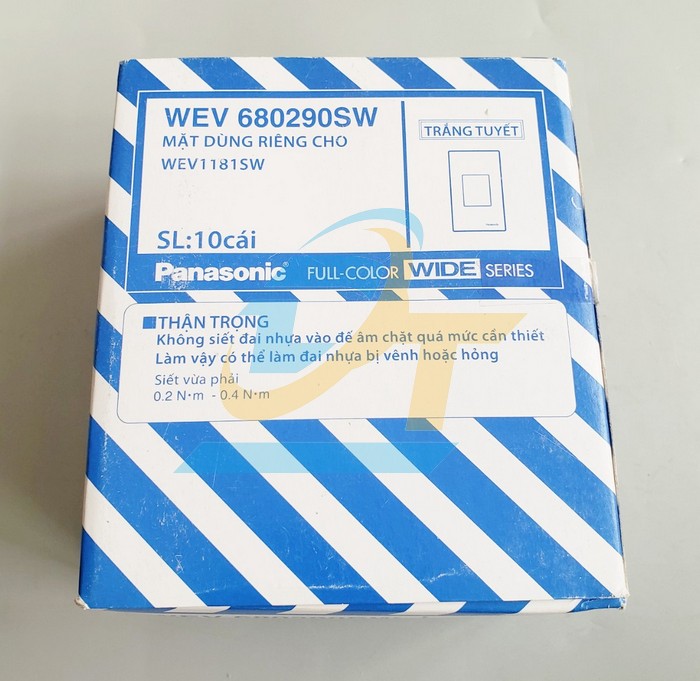 WEV 680290SW
MẶT DÙNG RIÊNG CHO
WEV1181SW
TRẮNG TUYẾT
SL:10cái
Panasonic® FULL-COLOR WIDE SERIES
■THẬN TRỌNG
Không siết đai nhựa vào đế âm chặt quá mức cần thiết
Làm vậy có thể làm đai nhựa bị vênh hoặc hỏng
Siết vừa phải
0.2 N·m - 0.4 N·m